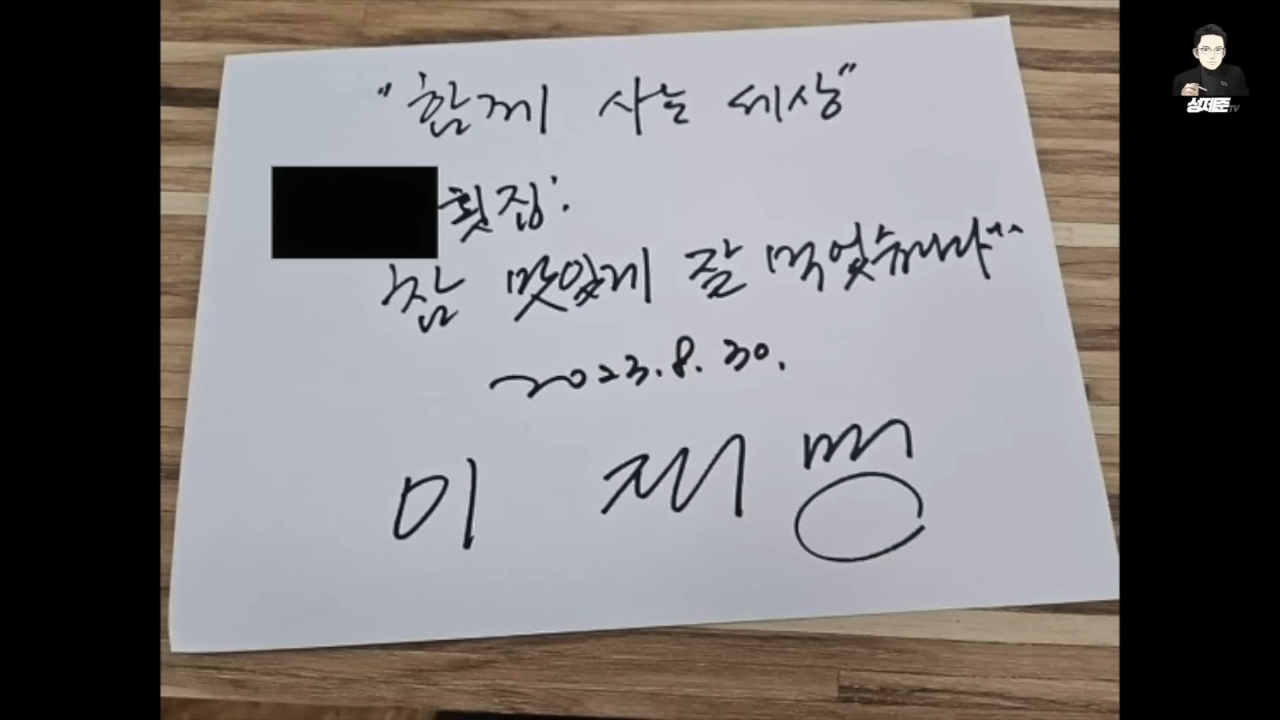 "함께 사는 세상"
횟집:
참 맛있게 잘 먹었습니다^^
2023.8.30.
이 재명
성제준TV